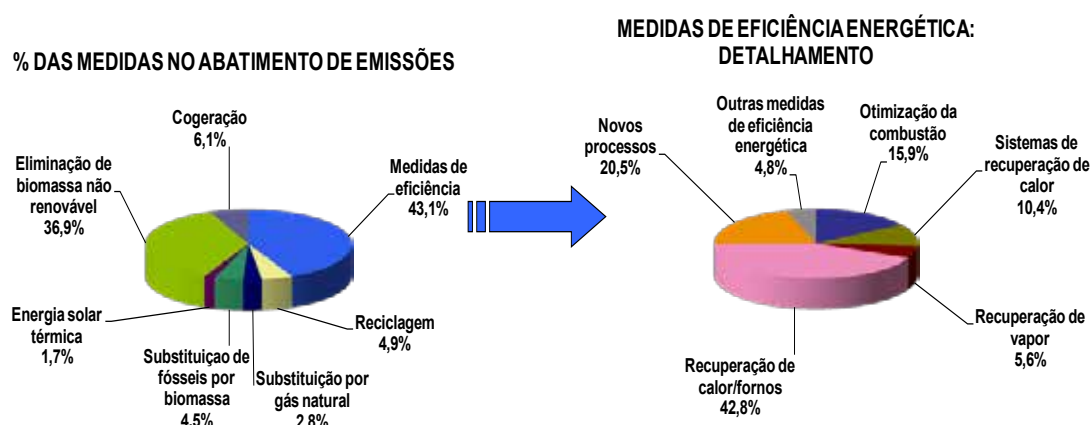 % DAS MEDIDAS NO ABATIMENTO DE EMISSÕES
Cogeração
6,1%
Eliminação de
biomassa não
renovável
36,9%
Medidas de
eficiência
43,1%
Energia solar
térmica
1,7%
Substituiçao de
fósseis por
biomassa
4,5%
Substituição por
gás natural
2,8%
Reciclagem
4,9%
MEDIDAS DE EFICIÊNCIA ENERGÉTICA:
DETALHAMENTO
Novos
processos
20,5%
Outras medidas
de eficiência
energética
4,8%
Otimização da
combustão
15,9%
Sistemas de
recuperação de
calor
10,4%
Recuperação de
vapor
5,6%
Recuperação de
calor/fornos
42,8%